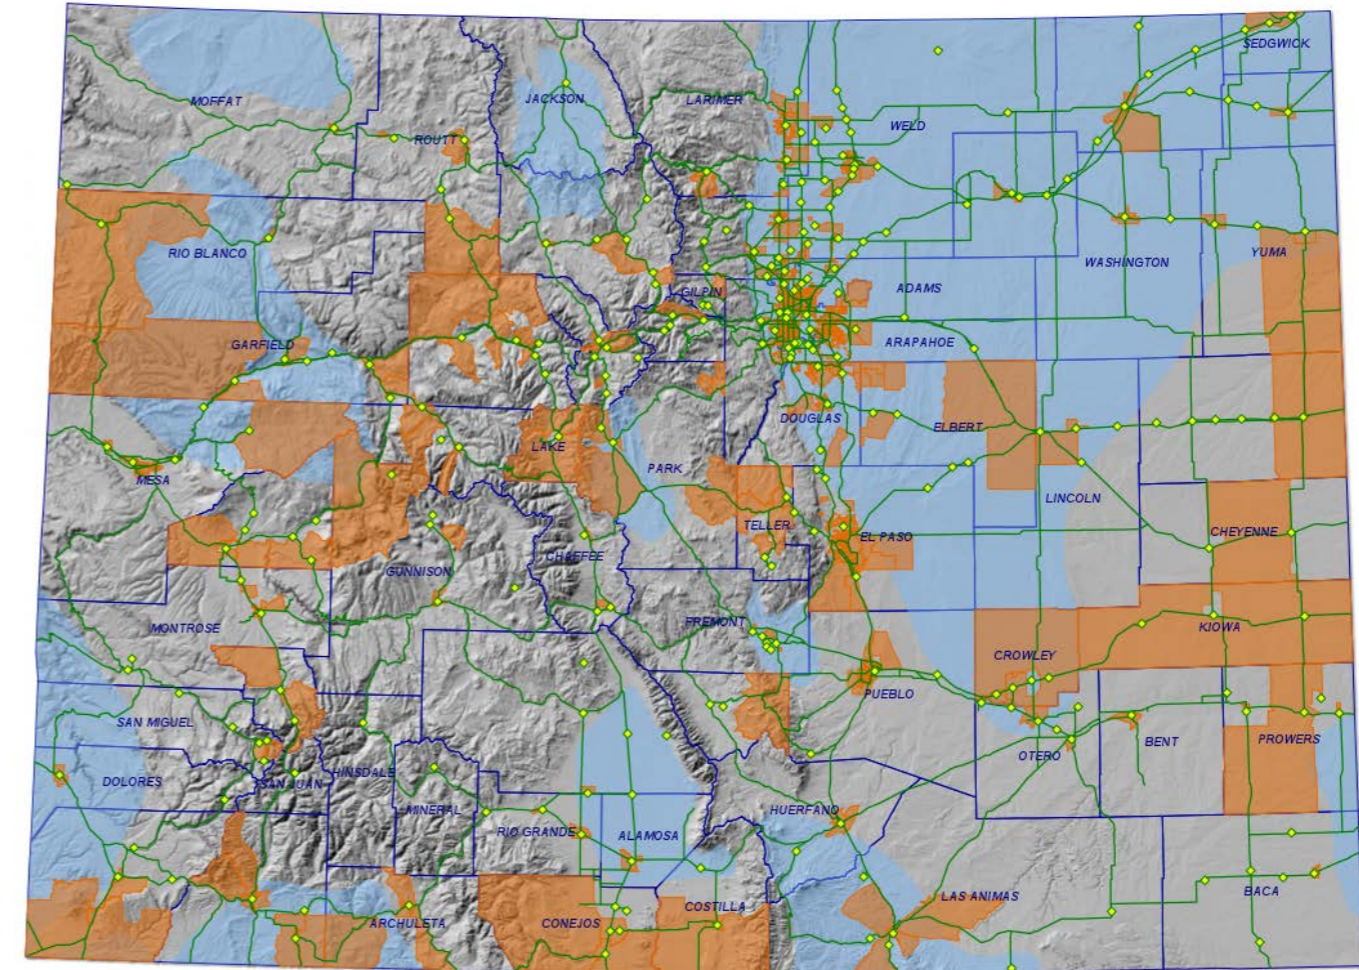 SEDGWICK
MOFFAT
JACKSON
LARIMER
WELD
ROUTT
RIO BLANCO
WASHINGTON
YUMA
GILPIN
ADAMS
GARFIELD
ARAPAHOE
DOUGLAS
ELBERT
LAKE
PARK
MESA
LINCOLN
TELLER
EL PASO
CHEYENNE
CHAFFEE
GUNNISON
MONTROSE
FREMONT
KIOWA
CROWLEY
PUEBLO
SAN MIGUEL
OTERO
BENT
PROWERS
DOLORES
SAN JUAN
HINSDALE
MINERAL
RIO GRANDE
ALAMOSA
HUERFANO
BACA
LAS ANIMAS
COSTILLA
ARCHULETA
CONEJOS